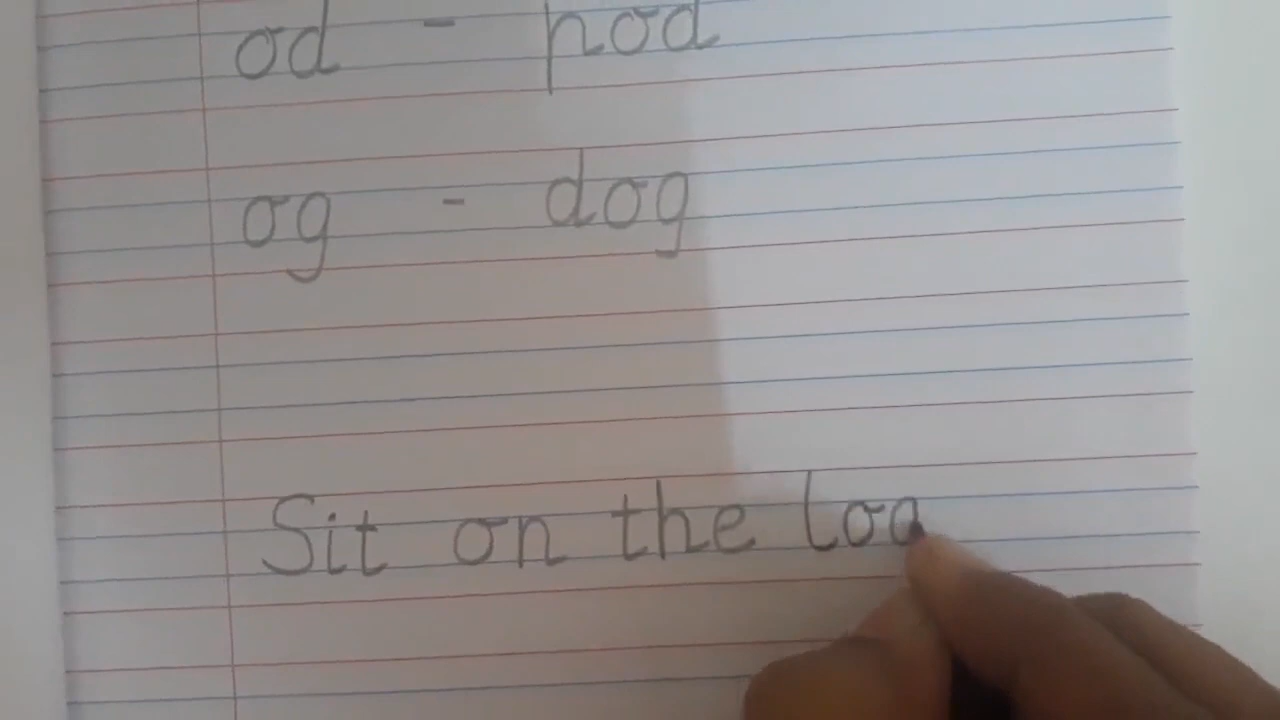 od - nod
og - dog
Sit on the